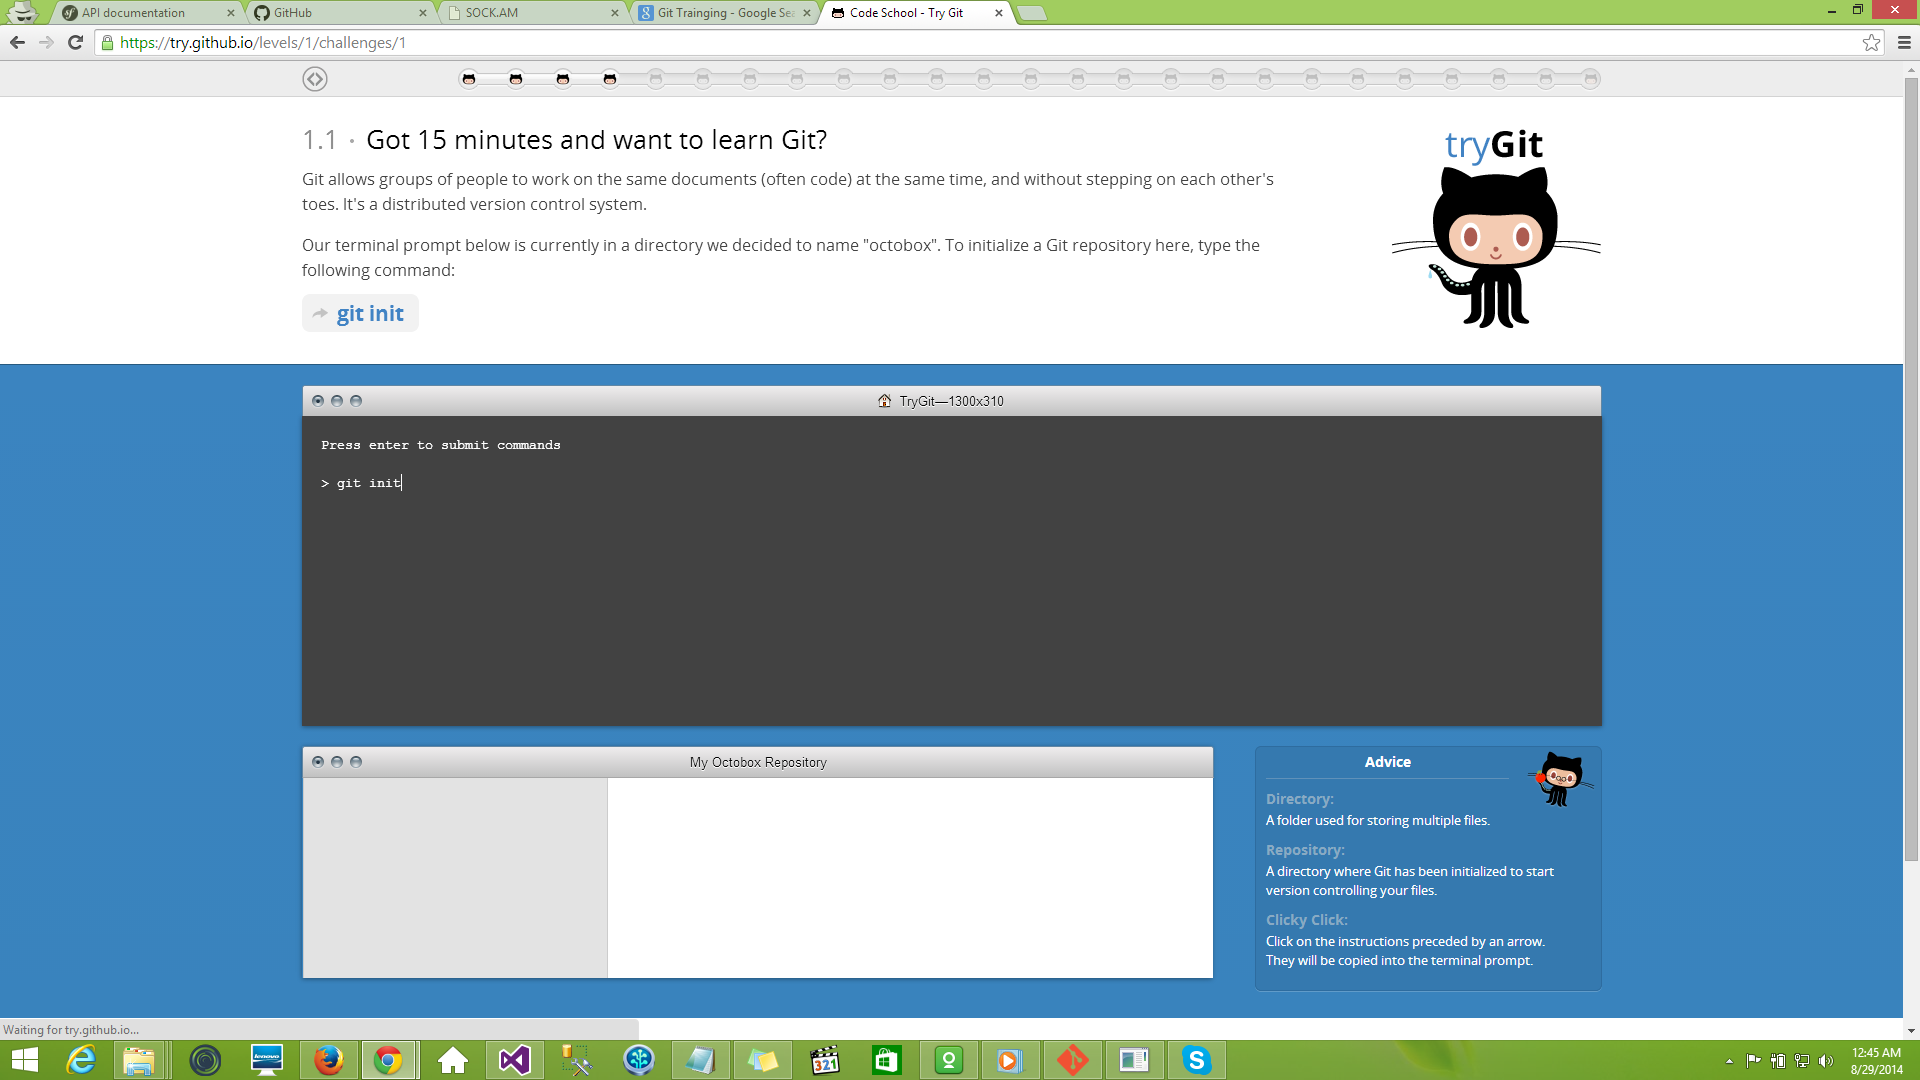 API documentation
GitHub
SOCK.AM
Git Trainging - Google Sea
Code School - Try Git
https://try.github.io/levels/1/challenges/1
1.1 · Got 15 minutes and want to learn Git?
Git allows groups of people to work on the same documents (often code) at the same time, and without stepping on each other's
toes. It's a distributed version control system.
Our terminal prompt below is currently in a directory we decided to name "octobox". To initialize a Git repository here, type the
following command:
git init
tryGit
TryGit—1300x310
Press enter to submit commands
> git init
My Octobox Repository
Advice
Directory:
A folder used for storing multiple files.
Repository:
A directory where Git has been initialized to start
version controlling your files.
Clicky Click:
Click on the instructions preceded by an arrow.
They will be copied into the terminal prompt.
Waiting for try.github.io...
lenovo
321
12:45 AM
8/29/2014